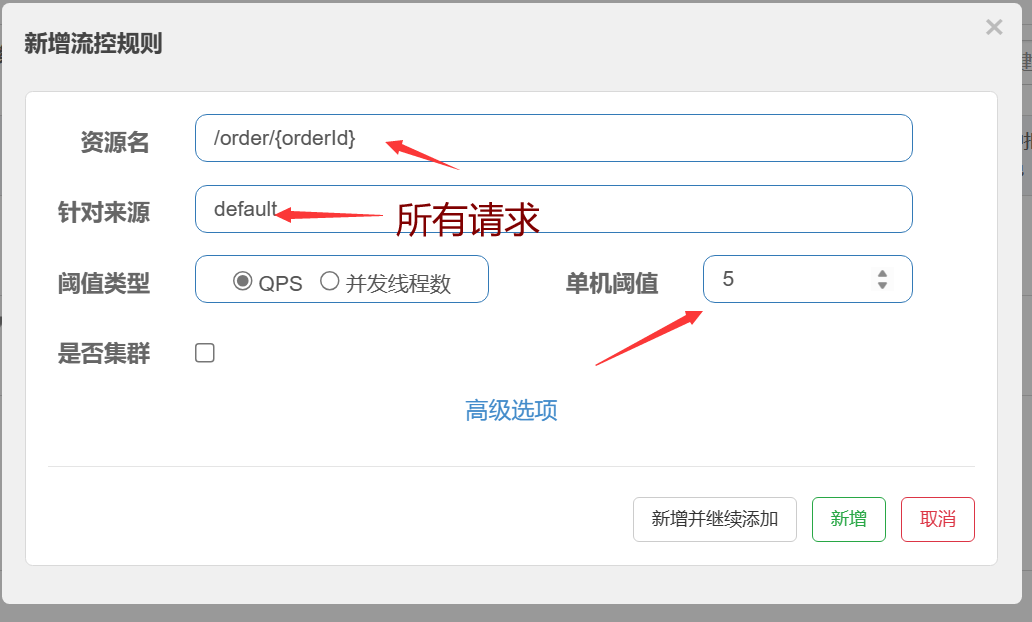 新增流控规则
×
资源名 /order/{orderId}
针对来源 default 所有请求
阈值类型 QPS 并发线程数 单机阈值 5
是否集群
高级选项
新增并继续添加 新增 取消